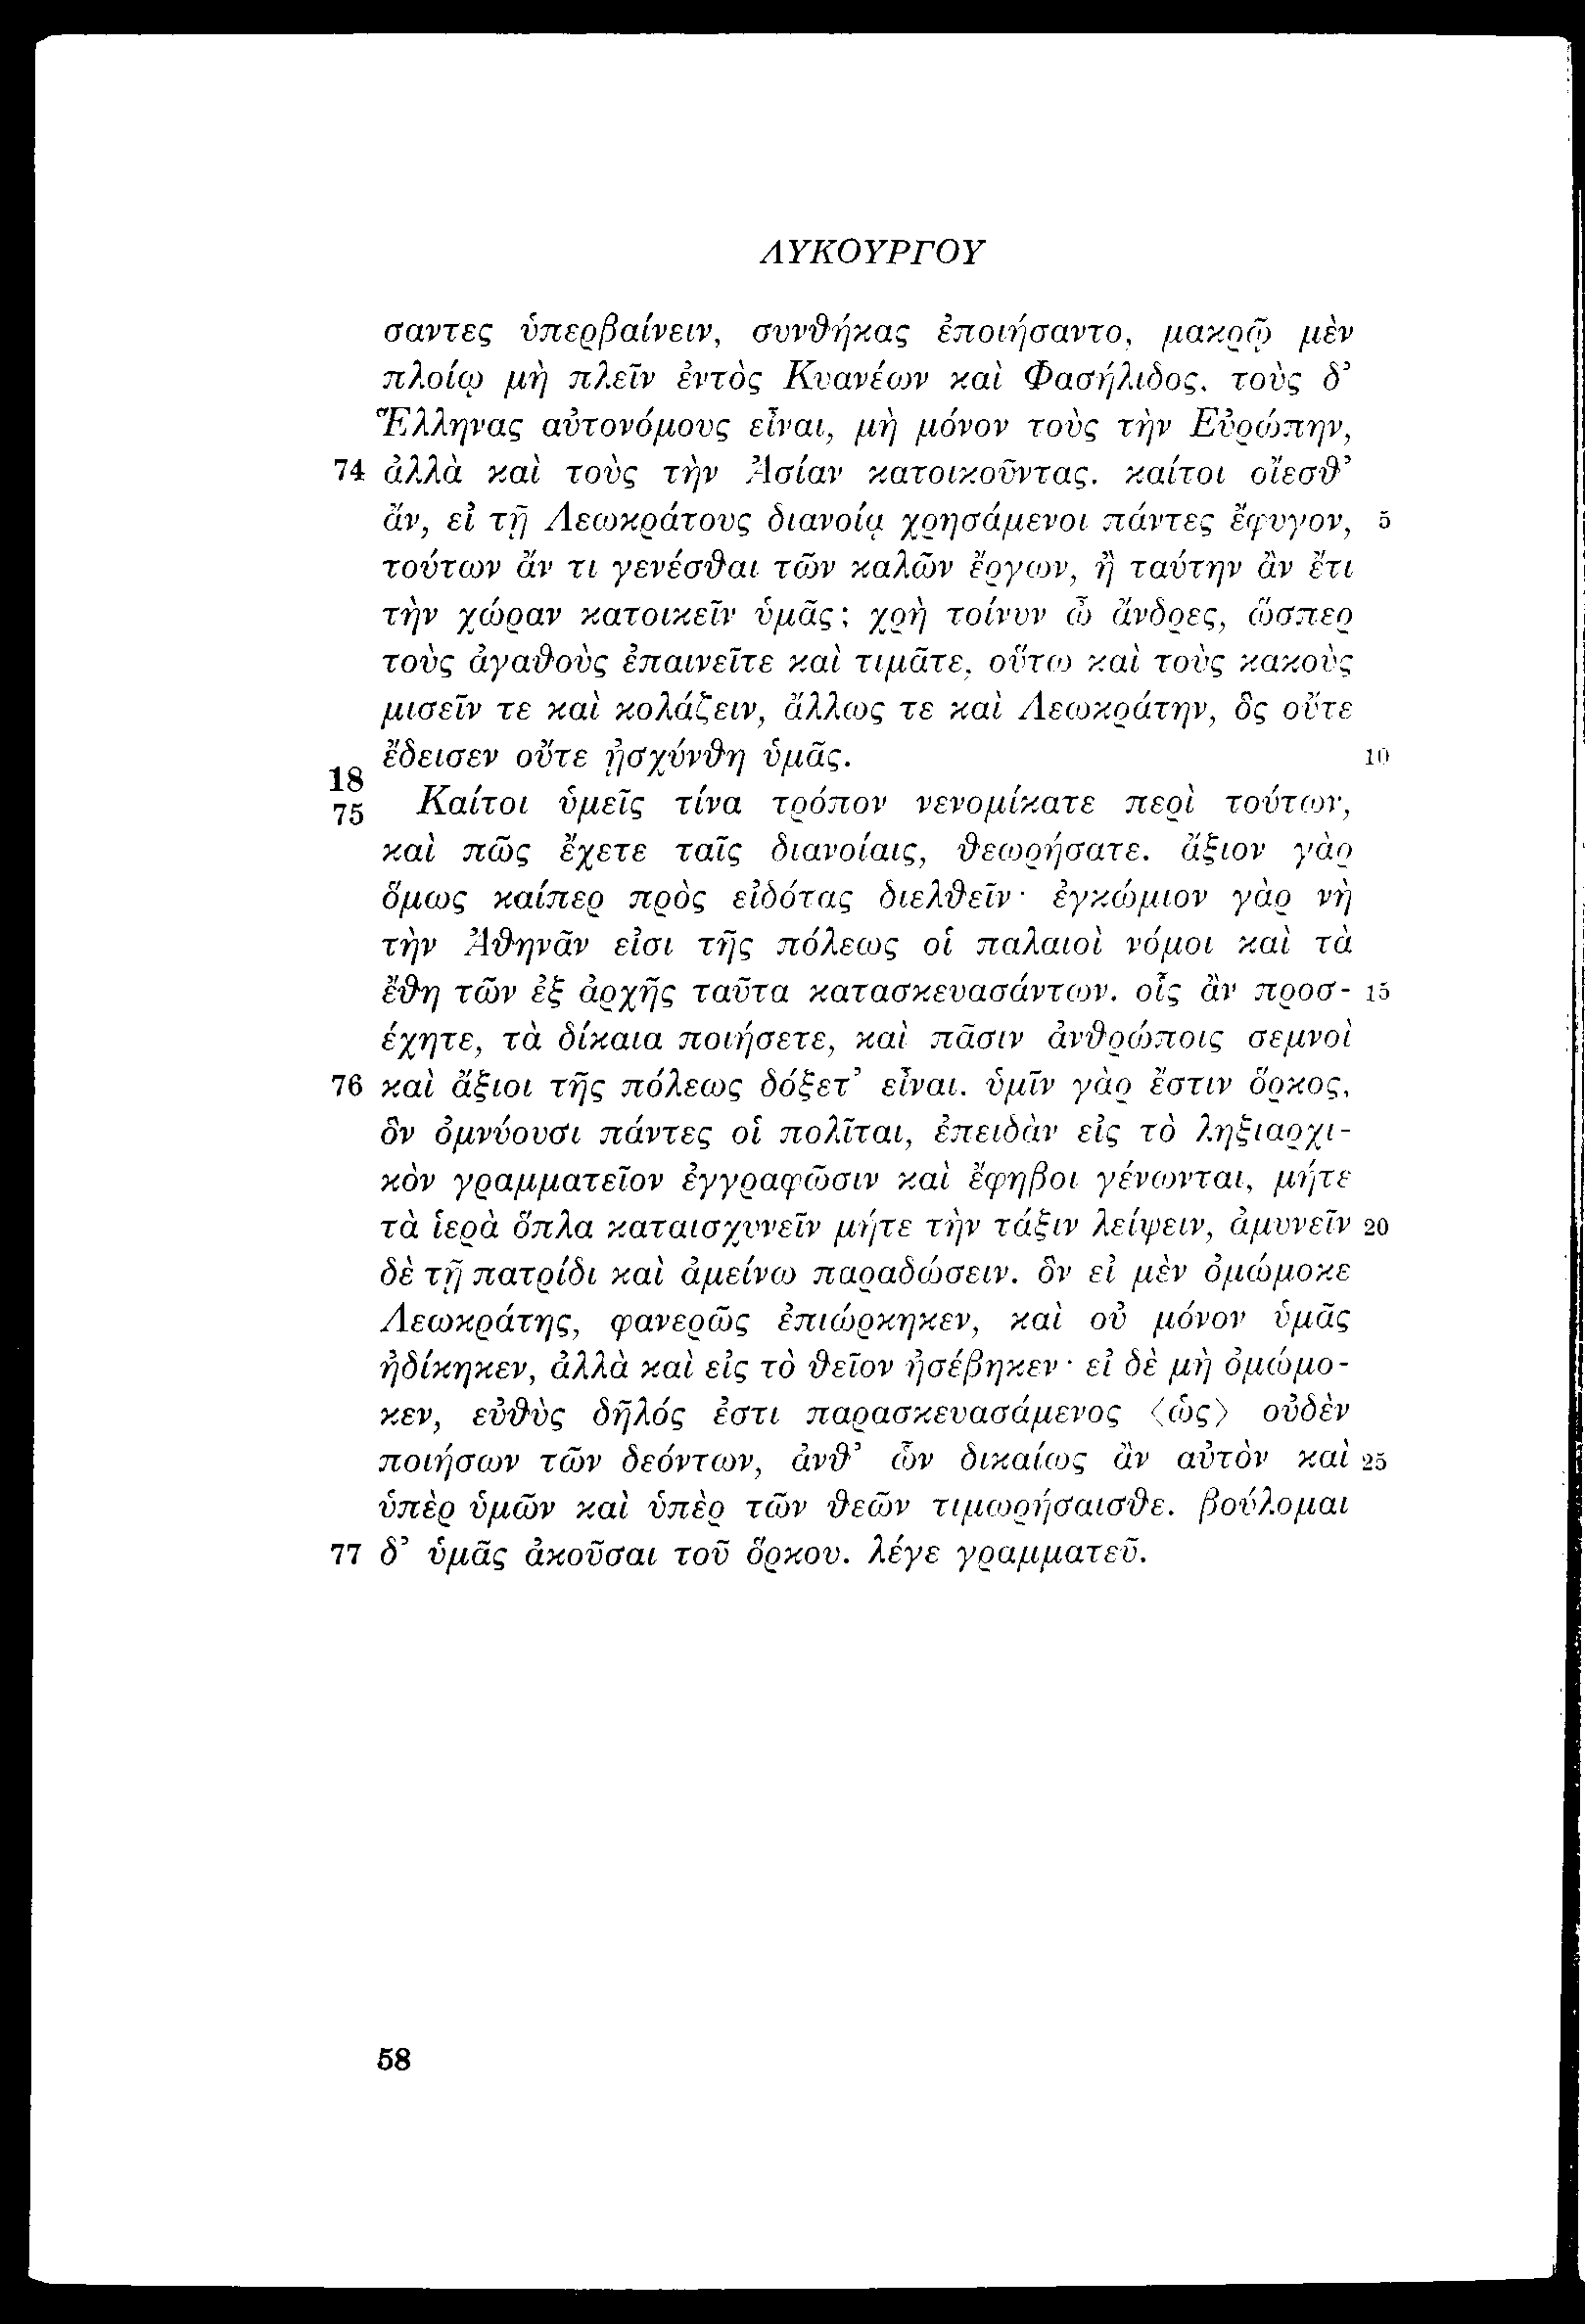 ΛΥΚΟΥΡΓΟΥ
σαντες ὑπερβαίνειν, συνθήκας ἐποιήσαντο, μακρῷ μὲν
πλοίῳ μὴ πλεῖν ἐντὸς Κυανέων καὶ Φασήλιδος, τοὺς δ’
Ἕλληνας αὐτονόμους εἶναι, μὴ μόνον τοὺς τὴν Εὐρώπην,
74 ἀλλὰ καὶ τοὺς τὴν Ἀσίαν κατοικοῦντας. καίτοι οἴεσθ’
ἄν, εἰ τῇ Λεωκράτους διανοίᾳ χρησάμενοι πάντες ἔφυγον, 5
τούτων ἄν τι γενέσθαι τῶν καλῶν ἔργων, ἢ ταύτην ἂν ἔτι
τὴν χώραν κατοικεῖν ὑμᾶς; χρὴ τοίνυν ὦ ἄνδρες, ὥσπερ
τοὺς ἀγαθοὺς ἐπαινεῖτε καὶ τιμᾶτε, οὕτω καὶ τοὺς κακοὺς
μισεῖν τε καὶ κολάζειν, ἄλλως τε καὶ Λεωκράτην, ὃς οὔτε
ἔδεισεν οὔτε ᾐσχύνθη ὑμᾶς. 10
18
75 Καίτοι ὑμεῖς τίνα τρόπον νενομίκατε περὶ τούτων,
καὶ πῶς ἔχετε ταῖς διανοίαις, θεωρήσατε. ἄξιον γὰρ
ὅμως καίπερ πρὸς εἰδότας διελθεῖν· ἐγκώμιον γὰρ νὴ
τὴν Ἀθηνᾶν εἰσι τῆς πόλεως οἱ παλαιοὶ νόμοι καὶ τὰ
ἔθη τῶν ἐξ ἀρχῆς ταῦτα κατασκευασάντων. οἷς ἂν προσ- 15
έχητε, τὰ δίκαια ποιήσετε, καὶ πᾶσιν ἀνθρώποις σεμνοὶ
76 καὶ ἄξιοι τῆς πόλεως δόξετ’ εἶναι. ὑμῖν γὰρ ἔστιν ὅρκος,
ὃν ὀμνύουσι πάντες οἱ πολῖται, ἐπειδὰν εἰς τὸ ληξιαρχι-
κὸν γραμματεῖον ἐγγραφῶσιν καὶ ἔφηβοι γένωνται, μήτε
τὰ ἱερὰ ὅπλα καταισχυνεῖν μήτε τὴν τάξιν λείψειν, ἀμυνεῖν 20
δὲ τῇ πατρίδι καὶ ἀμείνω παραδώσειν. ὃν εἰ μὲν ὀμώμοκε
Λεωκράτης, φανερῶς ἐπιώρκηκεν, καὶ οὐ μόνον ὑμᾶς
ἠδίκηκεν, ἀλλὰ καὶ εἰς τὸ θεῖον ἠσέβηκεν· εἰ δὲ μὴ ὀμώμο-
κεν, εὐθὺς δῆλός ἐστι παρασκευασάμενος ⟨ὡς⟩ οὐδὲν
ποιήσων τῶν δεόντων, ἀνθ’ ὧν δικαίως ἂν αὐτὸν καὶ 25
ὑπὲρ ὑμῶν καὶ ὑπὲρ τῶν θεῶν τιμωρήσαισθε. βούλομαι
77 δ’ ὑμᾶς ἀκοῦσαι τοῦ ὅρκου. λέγε γραμματεῦ.
58